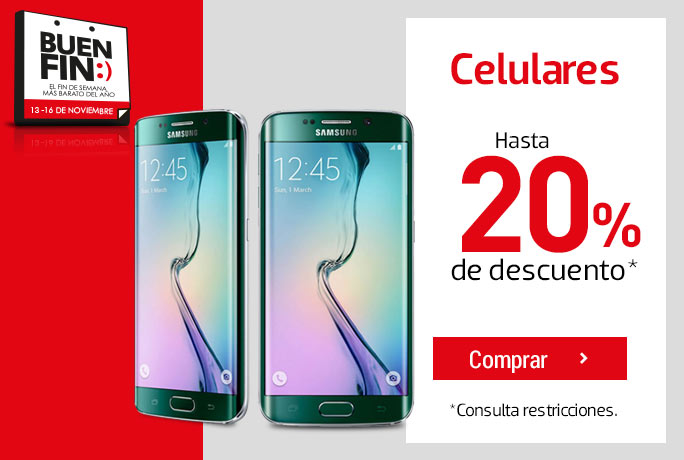 BUEN
FIN:)
EL FIN DE SEMANA
MÁS BARATO DEL AÑO
13 -16 DE NOVIEMBRE
SAMSUNG
12:45
Sun, 1 March
SAMSUNG
12:45
Sun, 1 March
Celulares
Hasta
20%
de descuento*
Comprar >
*Consulta restricciones.